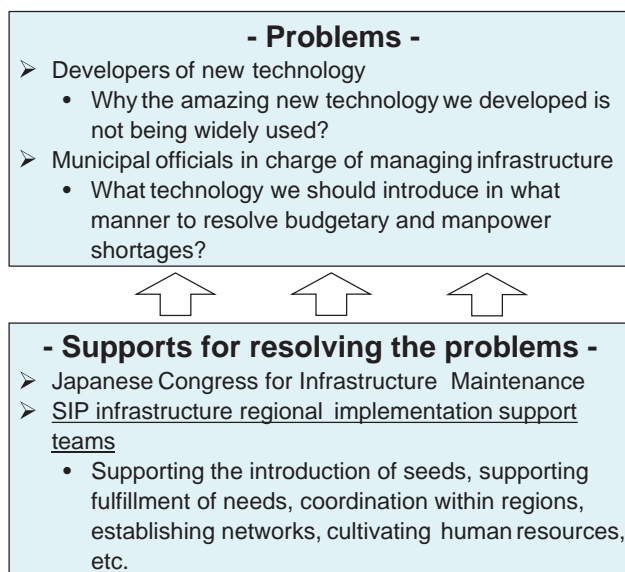 - Problems -
➢ Developers of new technology
• Why the amazing new technology we developed is
not being widely used?
➢ Municipal officials in charge of managing infrastructure
• What technology we should introduce in what
manner to resolve budgetary and manpower
shortages?
- Supports for resolving the problems -
➢ Japanese Congress for Infrastructure Maintenance
➢ SIP infrastructure regional implementation support
teams
• Supporting the introduction of seeds, supporting
fulfillment of needs, coordination within regions,
establishing networks, cultivating human resources,
etc.